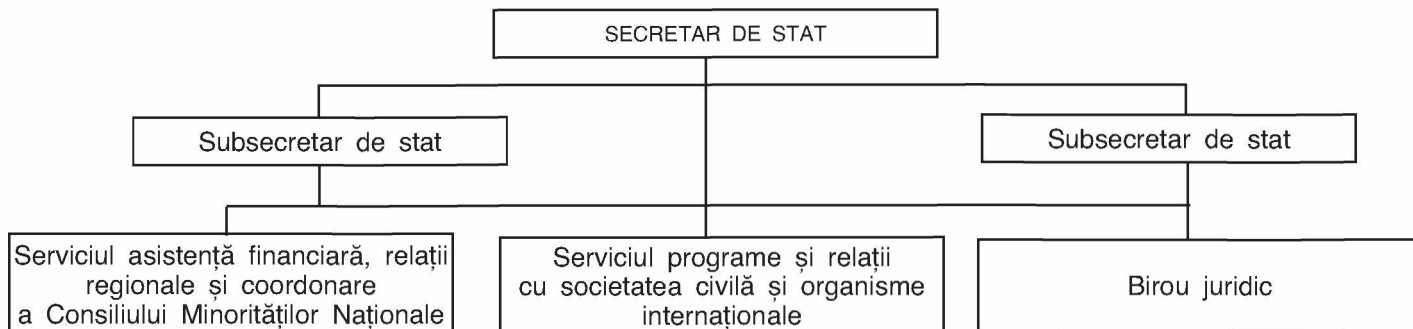 SECRETAR DE STAT
Subsecretar de stat
Subsecretar de stat
Serviciul asistență financiară, relații
regionale și coordonare
a Consiliului Minorităților Naționale
Serviciul programe și relații
cu societatea civilă și organisme
internaționale
Birou juridic